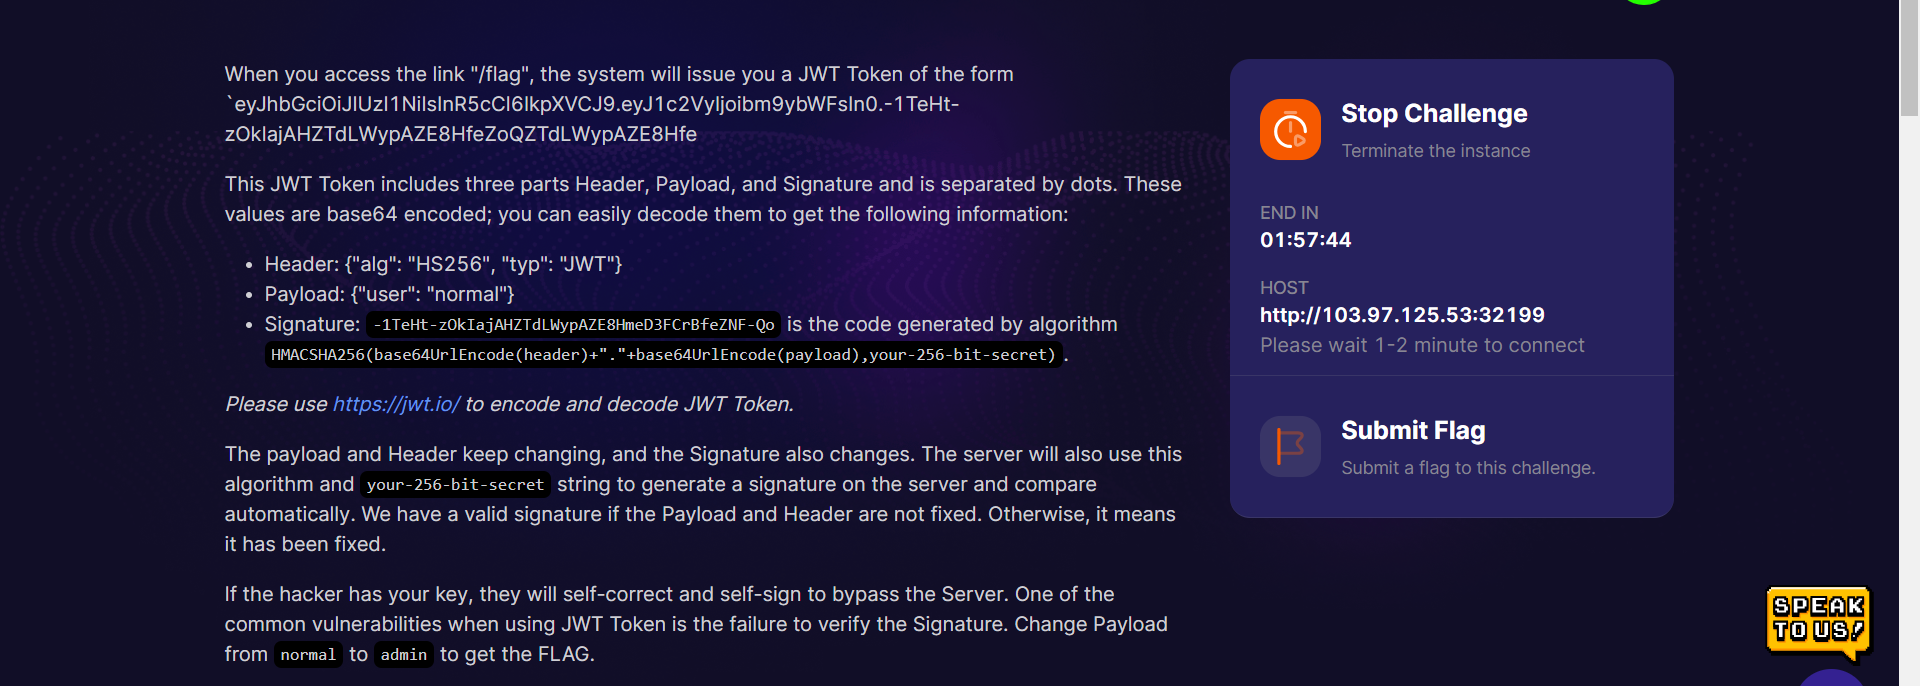 When you access the link "/flag", the system will issue you a JWT Token of the form
`eyJhbGciOiJIUzI1NiIsInR5cCI6IkpXVCJ9.eyJ1c2VyIjoibm9ybWFsIn0.-1TeHt-
zOkIajAHZTdLWypAZE8HfeZoQZTdLWypAZE8Hfe
This JWT Token includes three parts Header, Payload, and Signature and is separated by dots. These
values are base64 encoded; you can easily decode them to get the following information:
• Header: {"alg": "HS256", "typ": "JWT"}
• Payload: {"user": "normal"}
• Signature: -1TeHt-zOkIajAHZTdLWypAZE8HmeD3FCrBfeZNF-Qo is the code generated by algorithm
HMACSHA256(base64UrlEncode(header)+"."+base64UrlEncode(payload),your-256-bit-secret) .
Please use https://jwt.io/ to encode and decode JWT Token.
The payload and Header keep changing, and the Signature also changes. The server will also use this
algorithm and your-256-bit-secret string to generate a signature on the server and compare
automatically. We have a valid signature if the Payload and Header are not fixed. Otherwise, it means
it has been fixed.
If the hacker has your key, they will self-correct and self-sign to bypass the Server. One of the
common vulnerabilities when using JWT Token is the failure to verify the Signature. Change Payload
from normal to admin to get the FLAG.
Stop Challenge
Terminate the instance
END IN
01:57:44
HOST
http://103.97.125.53:32199
Please wait 1-2 minute to connect
Submit Flag
Submit a flag to this challenge.
SPEAK
TO US!